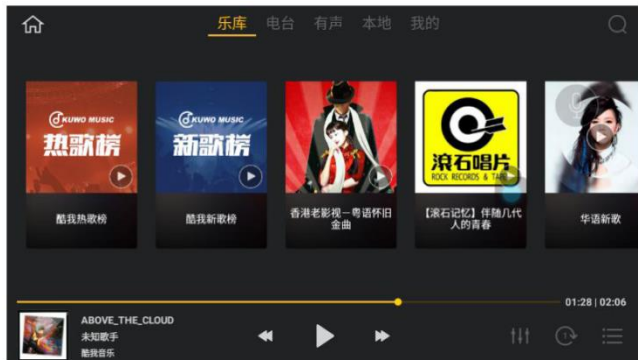 乐库 电台 有声 本地 我的
KUWO MUSIC
热歌榜
酷我热歌榜
KUWO MUSIC
新歌榜
酷我新歌榜
香港老影视－粤语怀旧
金曲
滾石唱片
ROCK RECORDS & TAPE
【滚石记忆】伴随几代
人的青春
华语新歌
01:28 | 02:06
ABOVE_THE_CLOUD
未知歌手
酷我音乐
1